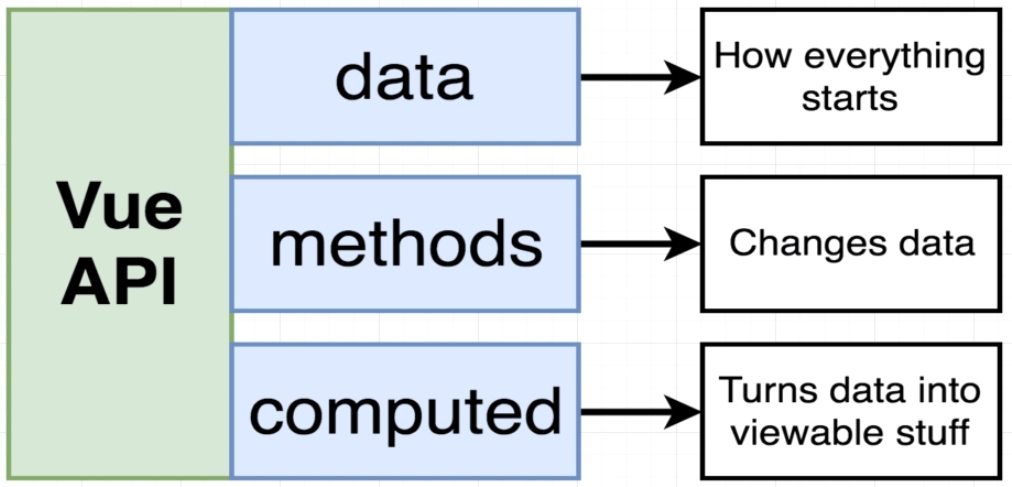 Vue
API
data
How everything
starts
methods
Changes data
computed
Turns data into
viewable stuff